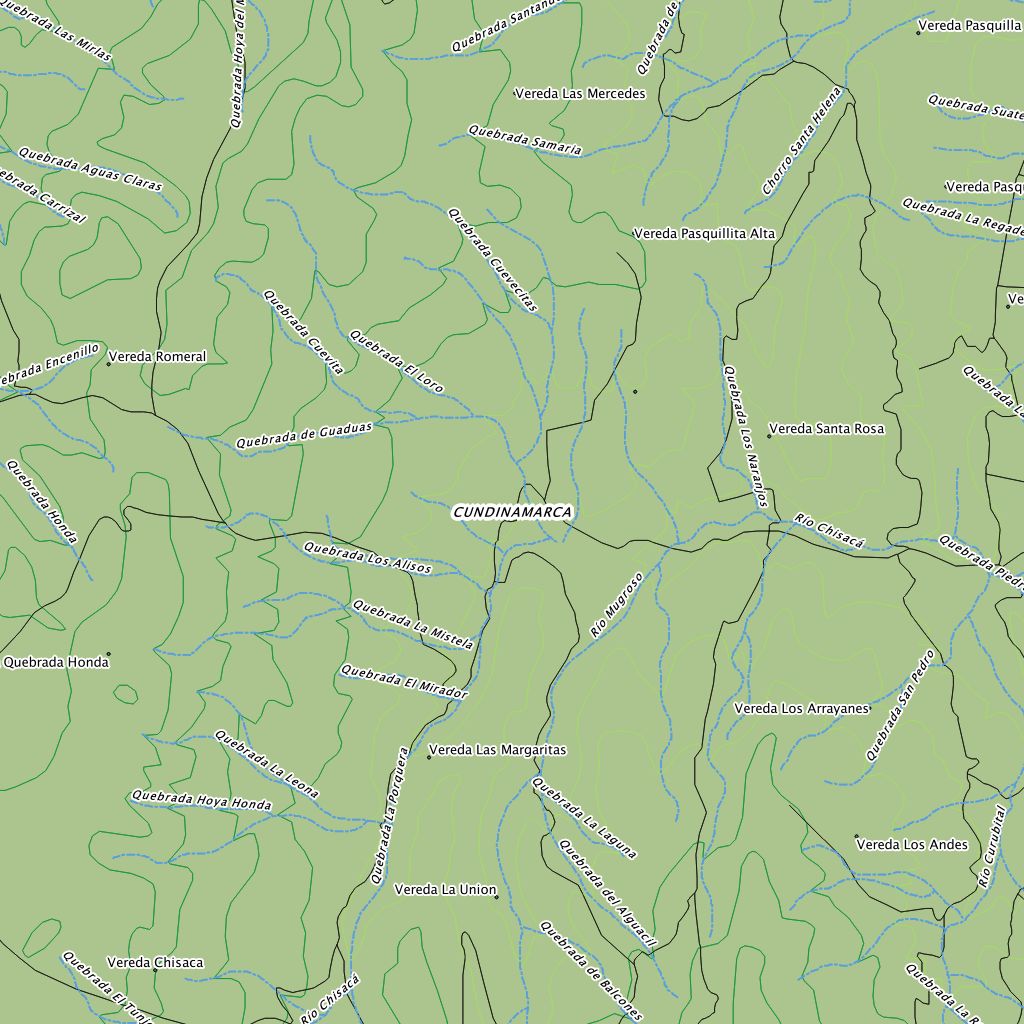 Quebrada Las Mirlas
Quebrada Hoya del
Quebrada
Quebrada de
Vereda Pasquilla
Vereda Las Mercedes
Quebrada
Chorro Santa Helena
Quebrada Samaria
Quebrada Aguas Claras
Carrizal
Vereda
Quebrada La
Vereda Pasquillita Alta
Quebrada Cuevecitas
Quebrada Cuevita
Quebrada El Loro
Encenillo
Vereda Romeral
Quebrada
Quebrada Los Naranjos
Quebrada de Guaduas
Vereda Santa Rosa
Quebrada Honda
CUNDINAMARCA
Río Chisacá
Quebrada Los Alisos
Quebrada
Río Mugroso
Quebrada La Mistela
Quebrada Honda
Quebrada El Mirador
Quebrada San Pedro
Vereda Los Arrayanes
Quebrada La Leona
Vereda Las Margaritas
Quebrada La Porquera
Quebrada Hoya Honda
Quebrada La Laguna
Río Curubital
Vereda Los Andes
Quebrada del Alguacil
Vereda La Union
Quebrada de Balcones
Vereda Chisaca
Quebrada El
Río Chisacá
Quebrada La